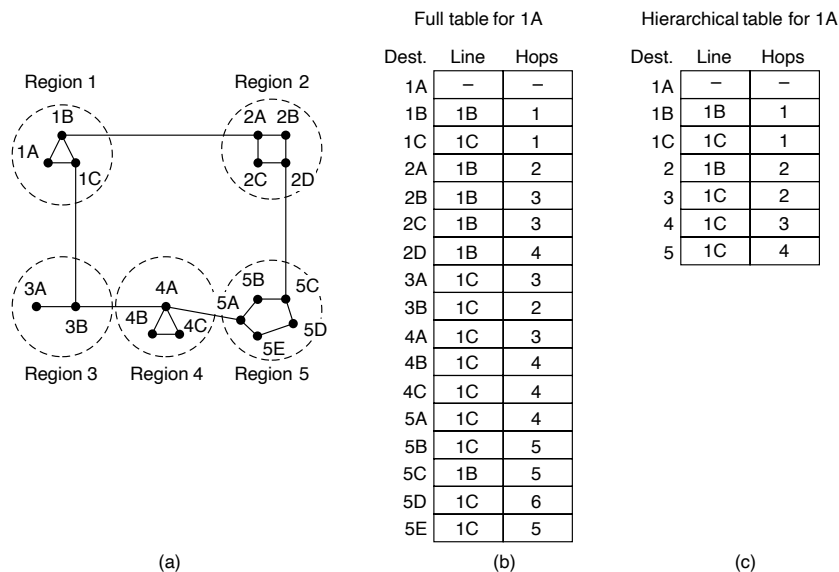 Full table for 1A
Hierarchical table for 1A
Region 1
Region 2
1B
1A
1C
2A
2B
2C
2D
3A
3B
4A
4B
4C
5A
5B
5C
5D
5E
Region 3
Region 4
Region 5
(a)
Dest. Line Hops
1A – –
1B 1B 1
1C 1C 1
2A 1B 2
2B 1B 3
2C 1B 3
2D 1B 4
3A 1C 3
3B 1C 2
4A 1C 3
4B 1C 4
4C 1C 4
5A 1C 4
5B 1C 5
5C 1B 5
5D 1C 6
5E 1C 5
(b)
Dest. Line Hops
1A – –
1B 1B 1
1C 1C 1
2 1B 2
3 1C 2
4 1C 3
5 1C 4
(c)